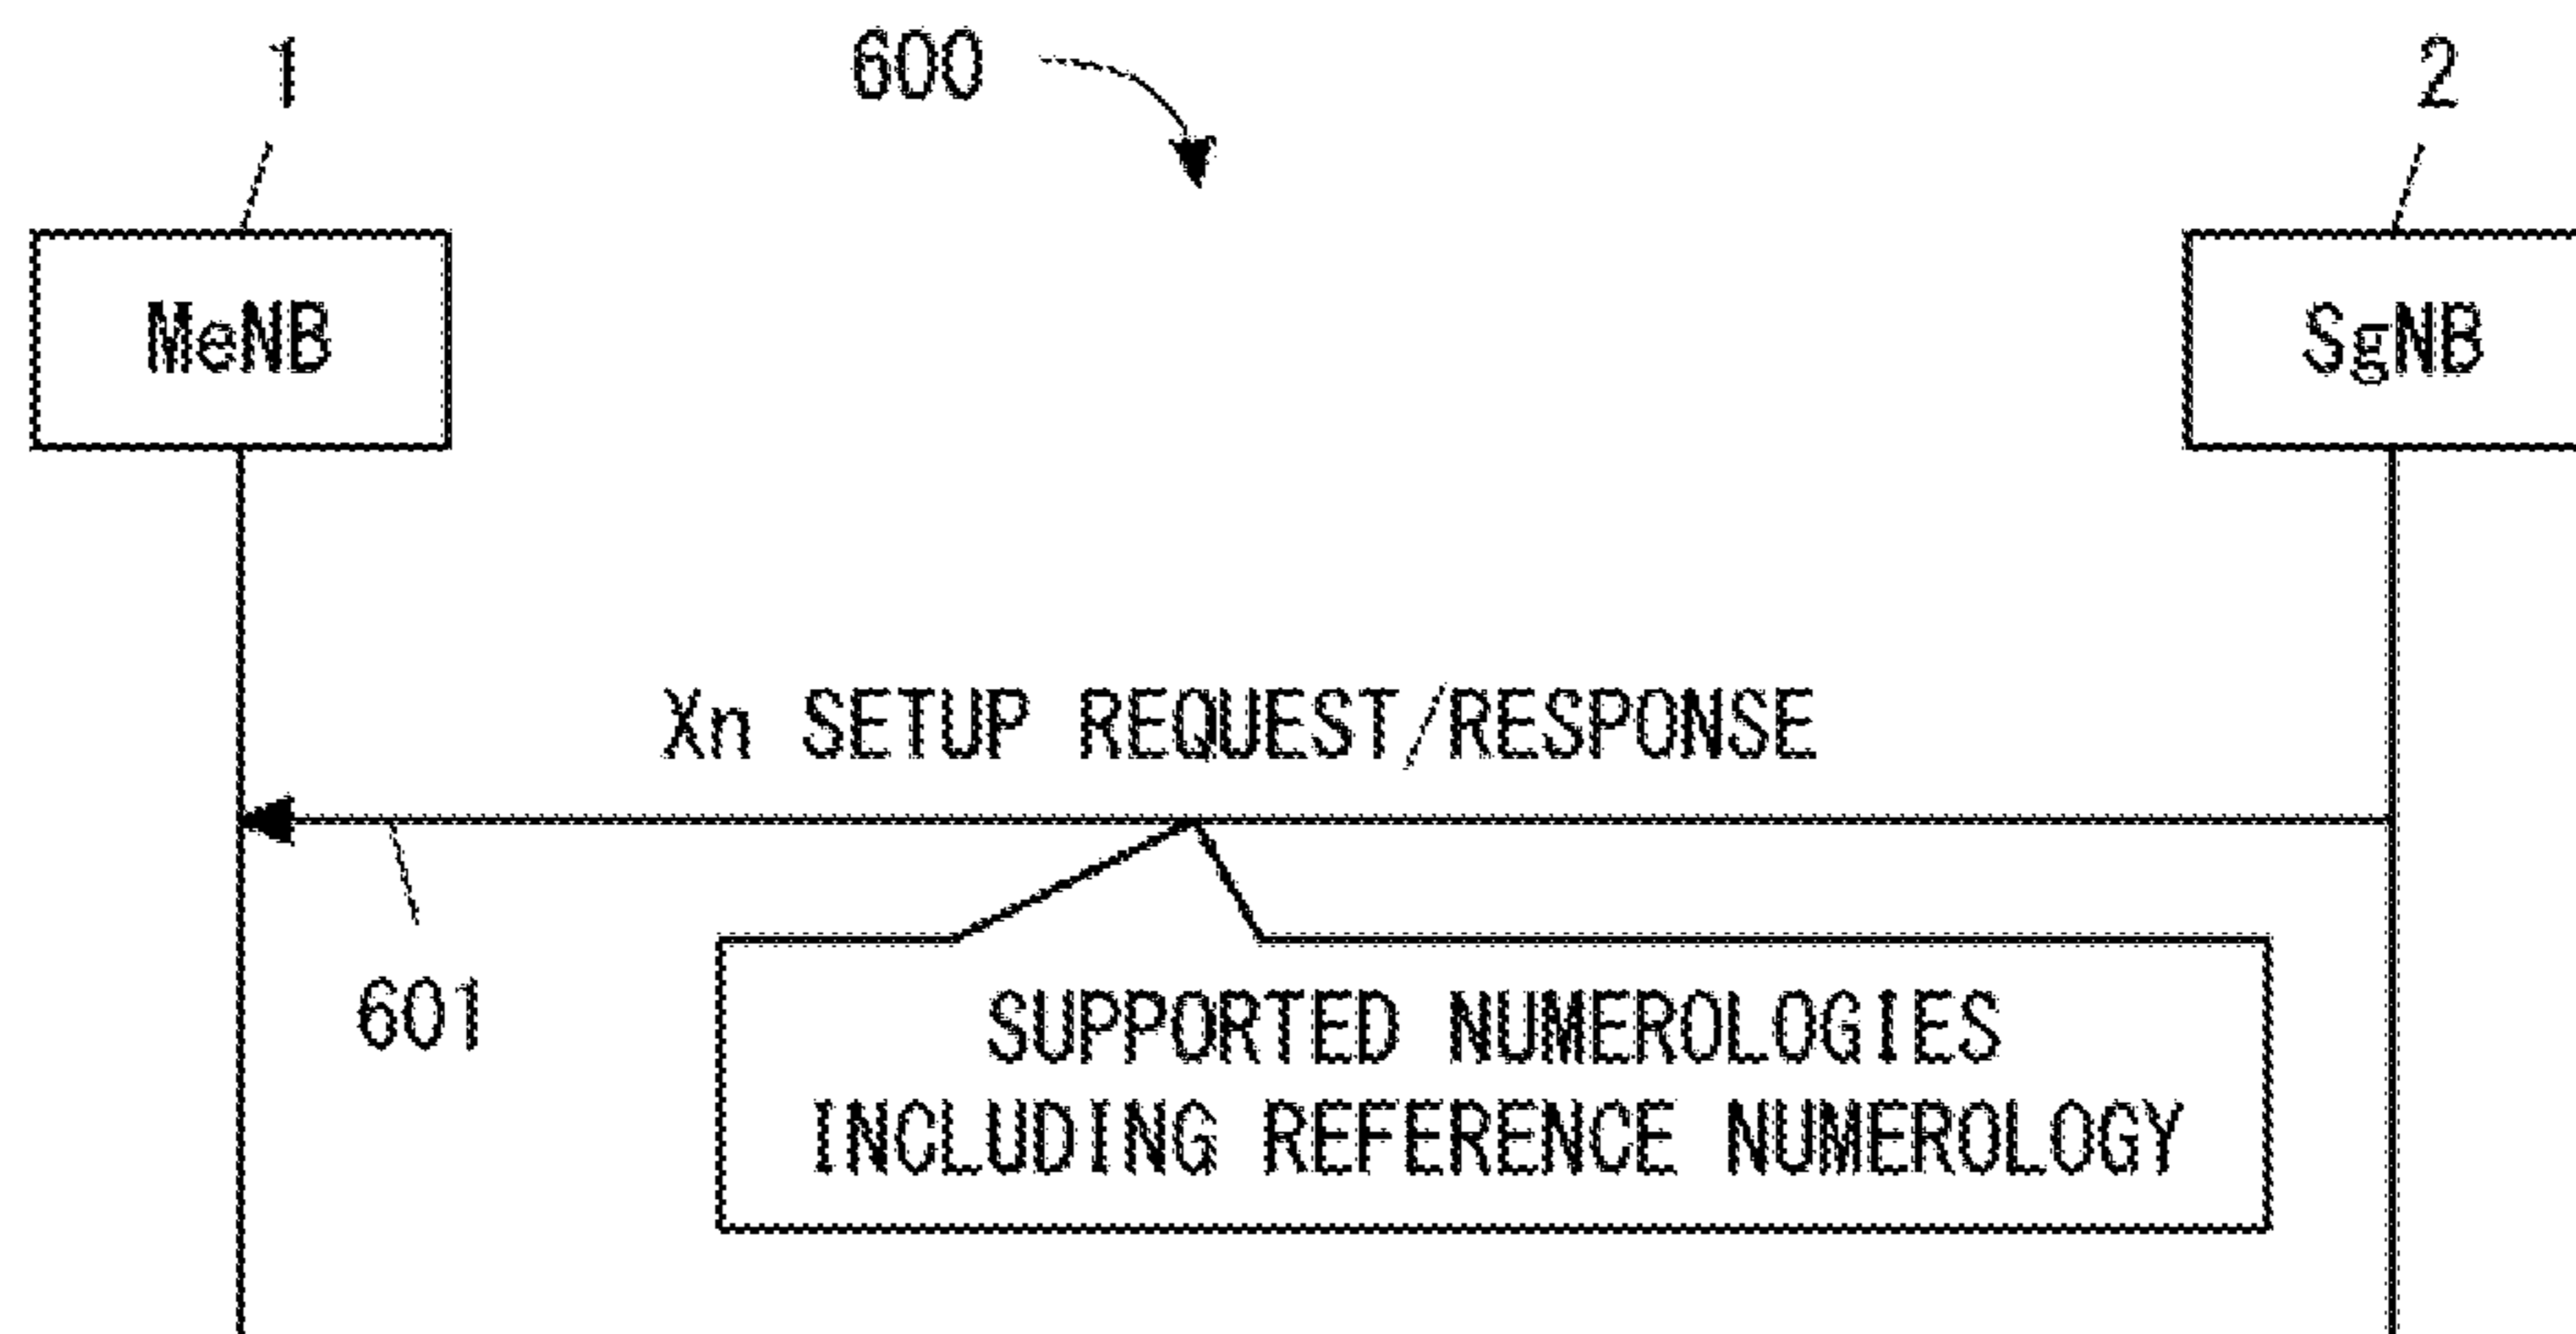 1
600
2
MeNB
SgNB
Xn SETUP REQUEST/RESPONSE
601
SUPPORTED NUMEROLOGIES
INCLUDING REFERENCE NUMEROLOGY